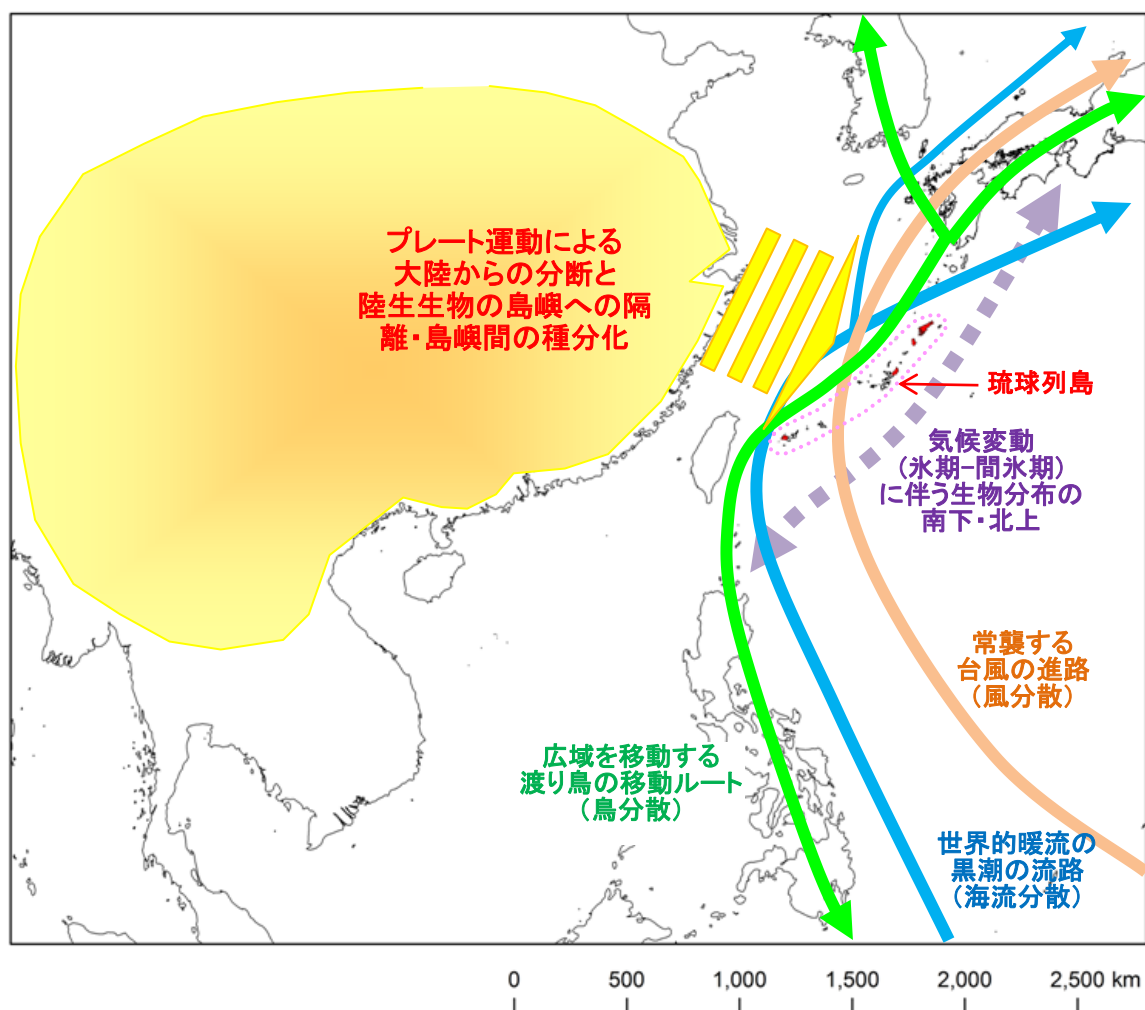 プレート運動による
大陸からの分断と
陸生生物の島嶼への隔
離・島嶼間の種分化
琉球列島
気候変動
(氷期-間氷期)
に伴う生物分布の
南下・北上
常襲する
台風の進路
(風分散)
広域を移動する
渡り鳥の移動ルート
(鳥分散)
世界的暖流の
黒潮の流路
(海流分散)
0 500 1,000 1,500 2,000 2,500 km